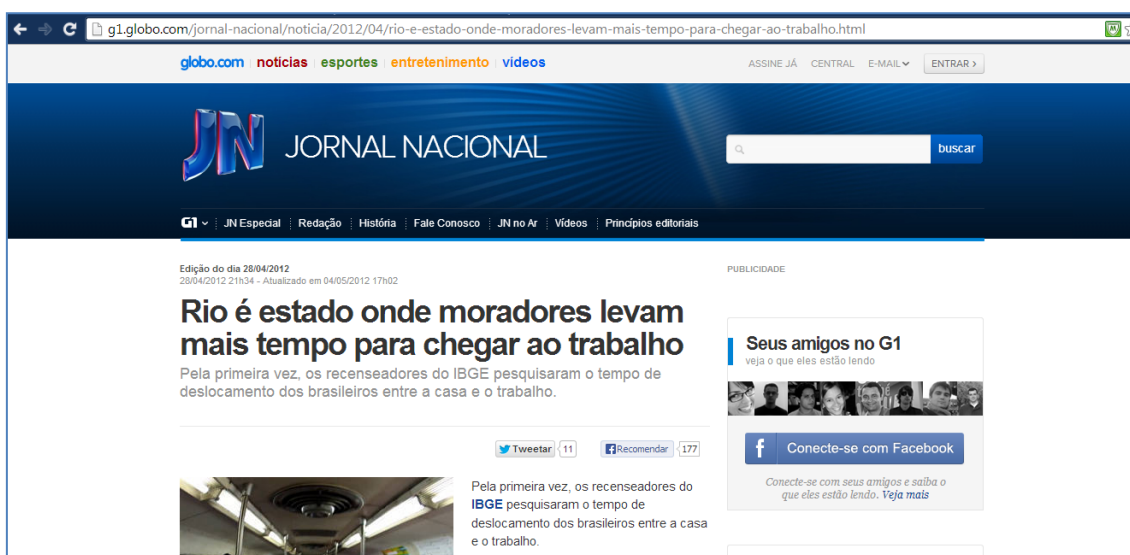 g1.globo.com/jornal-nacional/noticia/2012/04/rio-e-estado-onde-moradores-levam-mais-tempo-para-chegar-ao-trabalho.html
globo.com notícias esportes entretenimento vídeos
ASSINE JÁ CENTRAL E-MAIL ENTRAR >
JN JORNAL NACIONAL
buscar
G1 JN Especial Redação História Fale Conosco JN no Ar Vídeos Princípios editoriais
Edição do dia 28/04/2012
28/04/2012 21h34 - Atualizado em 04/05/2012 17h02
Rio é estado onde moradores levam
mais tempo para chegar ao trabalho
Pela primeira vez, os recenseadores do IBGE pesquisaram o tempo de
deslocamento dos brasileiros entre a casa e o trabalho.
Tweetar 11 Recomendar 177
Pela primeira vez, os recenseadores do
IBGE pesquisaram o tempo de
deslocamento dos brasileiros entre a casa
e o trabalho.
PUBLICIDADE
Seus amigos no G1
veja o que eles estão lendo
f Conecte-se com Facebook
Conecte-se com seus amigos e saiba o
que eles estão lendo. Veja mais